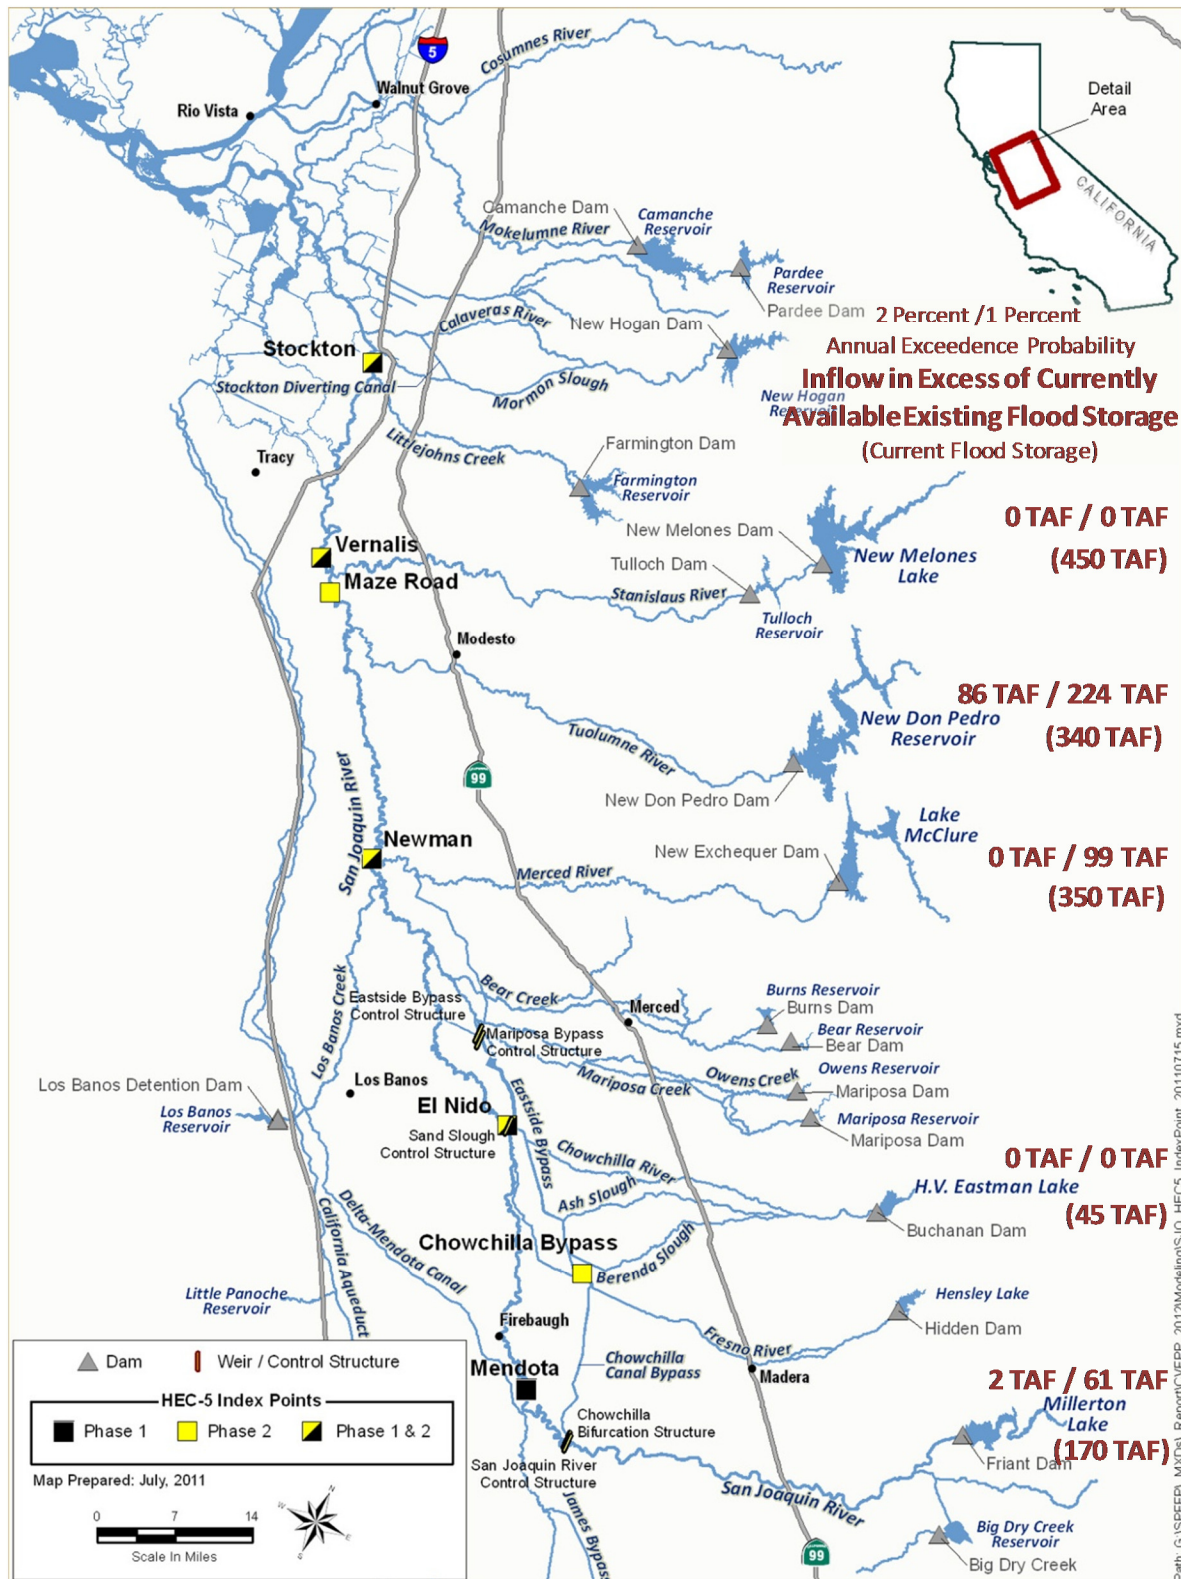 5
Cosumnes River
Walnut Grove
Rio Vista
Detail
Area
CALIFORNIA
Camanche Dam
Camanche
Reservoir
Mokelumne River
Pardee
Reservoir
Pardee Dam
2 Percent /1 Percent
Annual Exceedence Probability
Inflow in Excess of Currently
Available Existing Flood Storage
(Current Flood Storage)
Calaveras River
New Hogan Dam
Stockton
Stockton Diverting Canal
Mormon Slough
New Hogan
Reservoir
Littlejohns Creek
Tracy
Farmington Dam
Farmington
Reservoir
0 TAF / 0 TAF
(450 TAF)
New Melones Dam
New Melones
Lake
Vernalis
Maze Road
Tulloch Dam
Stanislaus River
Tulloch
Reservoir
Modesto
86 TAF / 224 TAF
New Don Pedro
Reservoir
(340 TAF)
Tuolumne River
New Don Pedro Dam
99
San Joaquin River
Newman
Lake
McClure
New Exchequer Dam
0 TAF / 99 TAF
(350 TAF)
Merced River
Bear Creek
Eastside Bypass
Control Structure
Merced
Burns Reservoir
Burns Dam
Bear Reservoir
Bear Dam
Mariposa Bypass
Control Structure
Los Banos Creek
Owens Creek
Owens Reservoir
Mariposa Dam
Mariposa Creek
Mariposa Reservoir
Mariposa Dam
Los Banos Detention Dam
Los Banos
Los Banos
Reservoir
El Nido
Sand Slough
Control Structure
Eastside Bypass
Chowchilla River
0 TAF / 0 TAF
H.V. Eastman Lake
(45 TAF)
Ash Slough
Buchanan Dam
Delta-Mendota Canal
California Aqueduct
Chowchilla Bypass
Berenda Slough
Little Panoche
Reservoir
Hensley Lake
Hidden Dam
Firebaugh
Fresno River
Mendota
Chowchilla
Canal Bypass
Madera
2 TAF / 61 TAF
Millerton
Lake
(170 TAF)
Friant Dam
Chowchilla
Bifurcation Structure
San Joaquin River
Control Structure
San Joaquin River
James Bypass
Big Dry Creek
Reservoir
Big Dry Creek
99
Dam
Weir / Control Structure
HEC-5 Index Points
Phase 1
Phase 2
Phase 1 & 2
Map Prepared: July, 2011
0 7 14
Scale In Miles
N
E
S
W